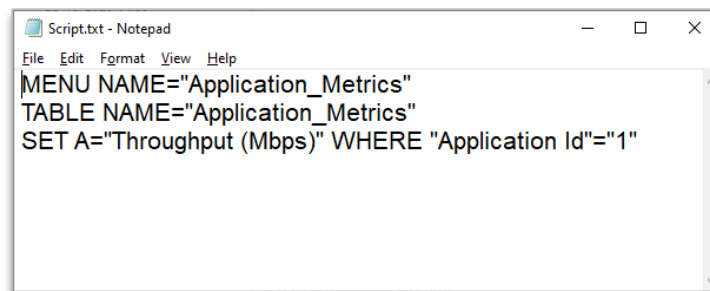 Script.txt - Notepad
File Edit Format View Help
MENU NAME="Application_Metrics"
TABLE NAME="Application_Metrics"
SET A="Throughput (Mbps)" WHERE "Application Id"="1"